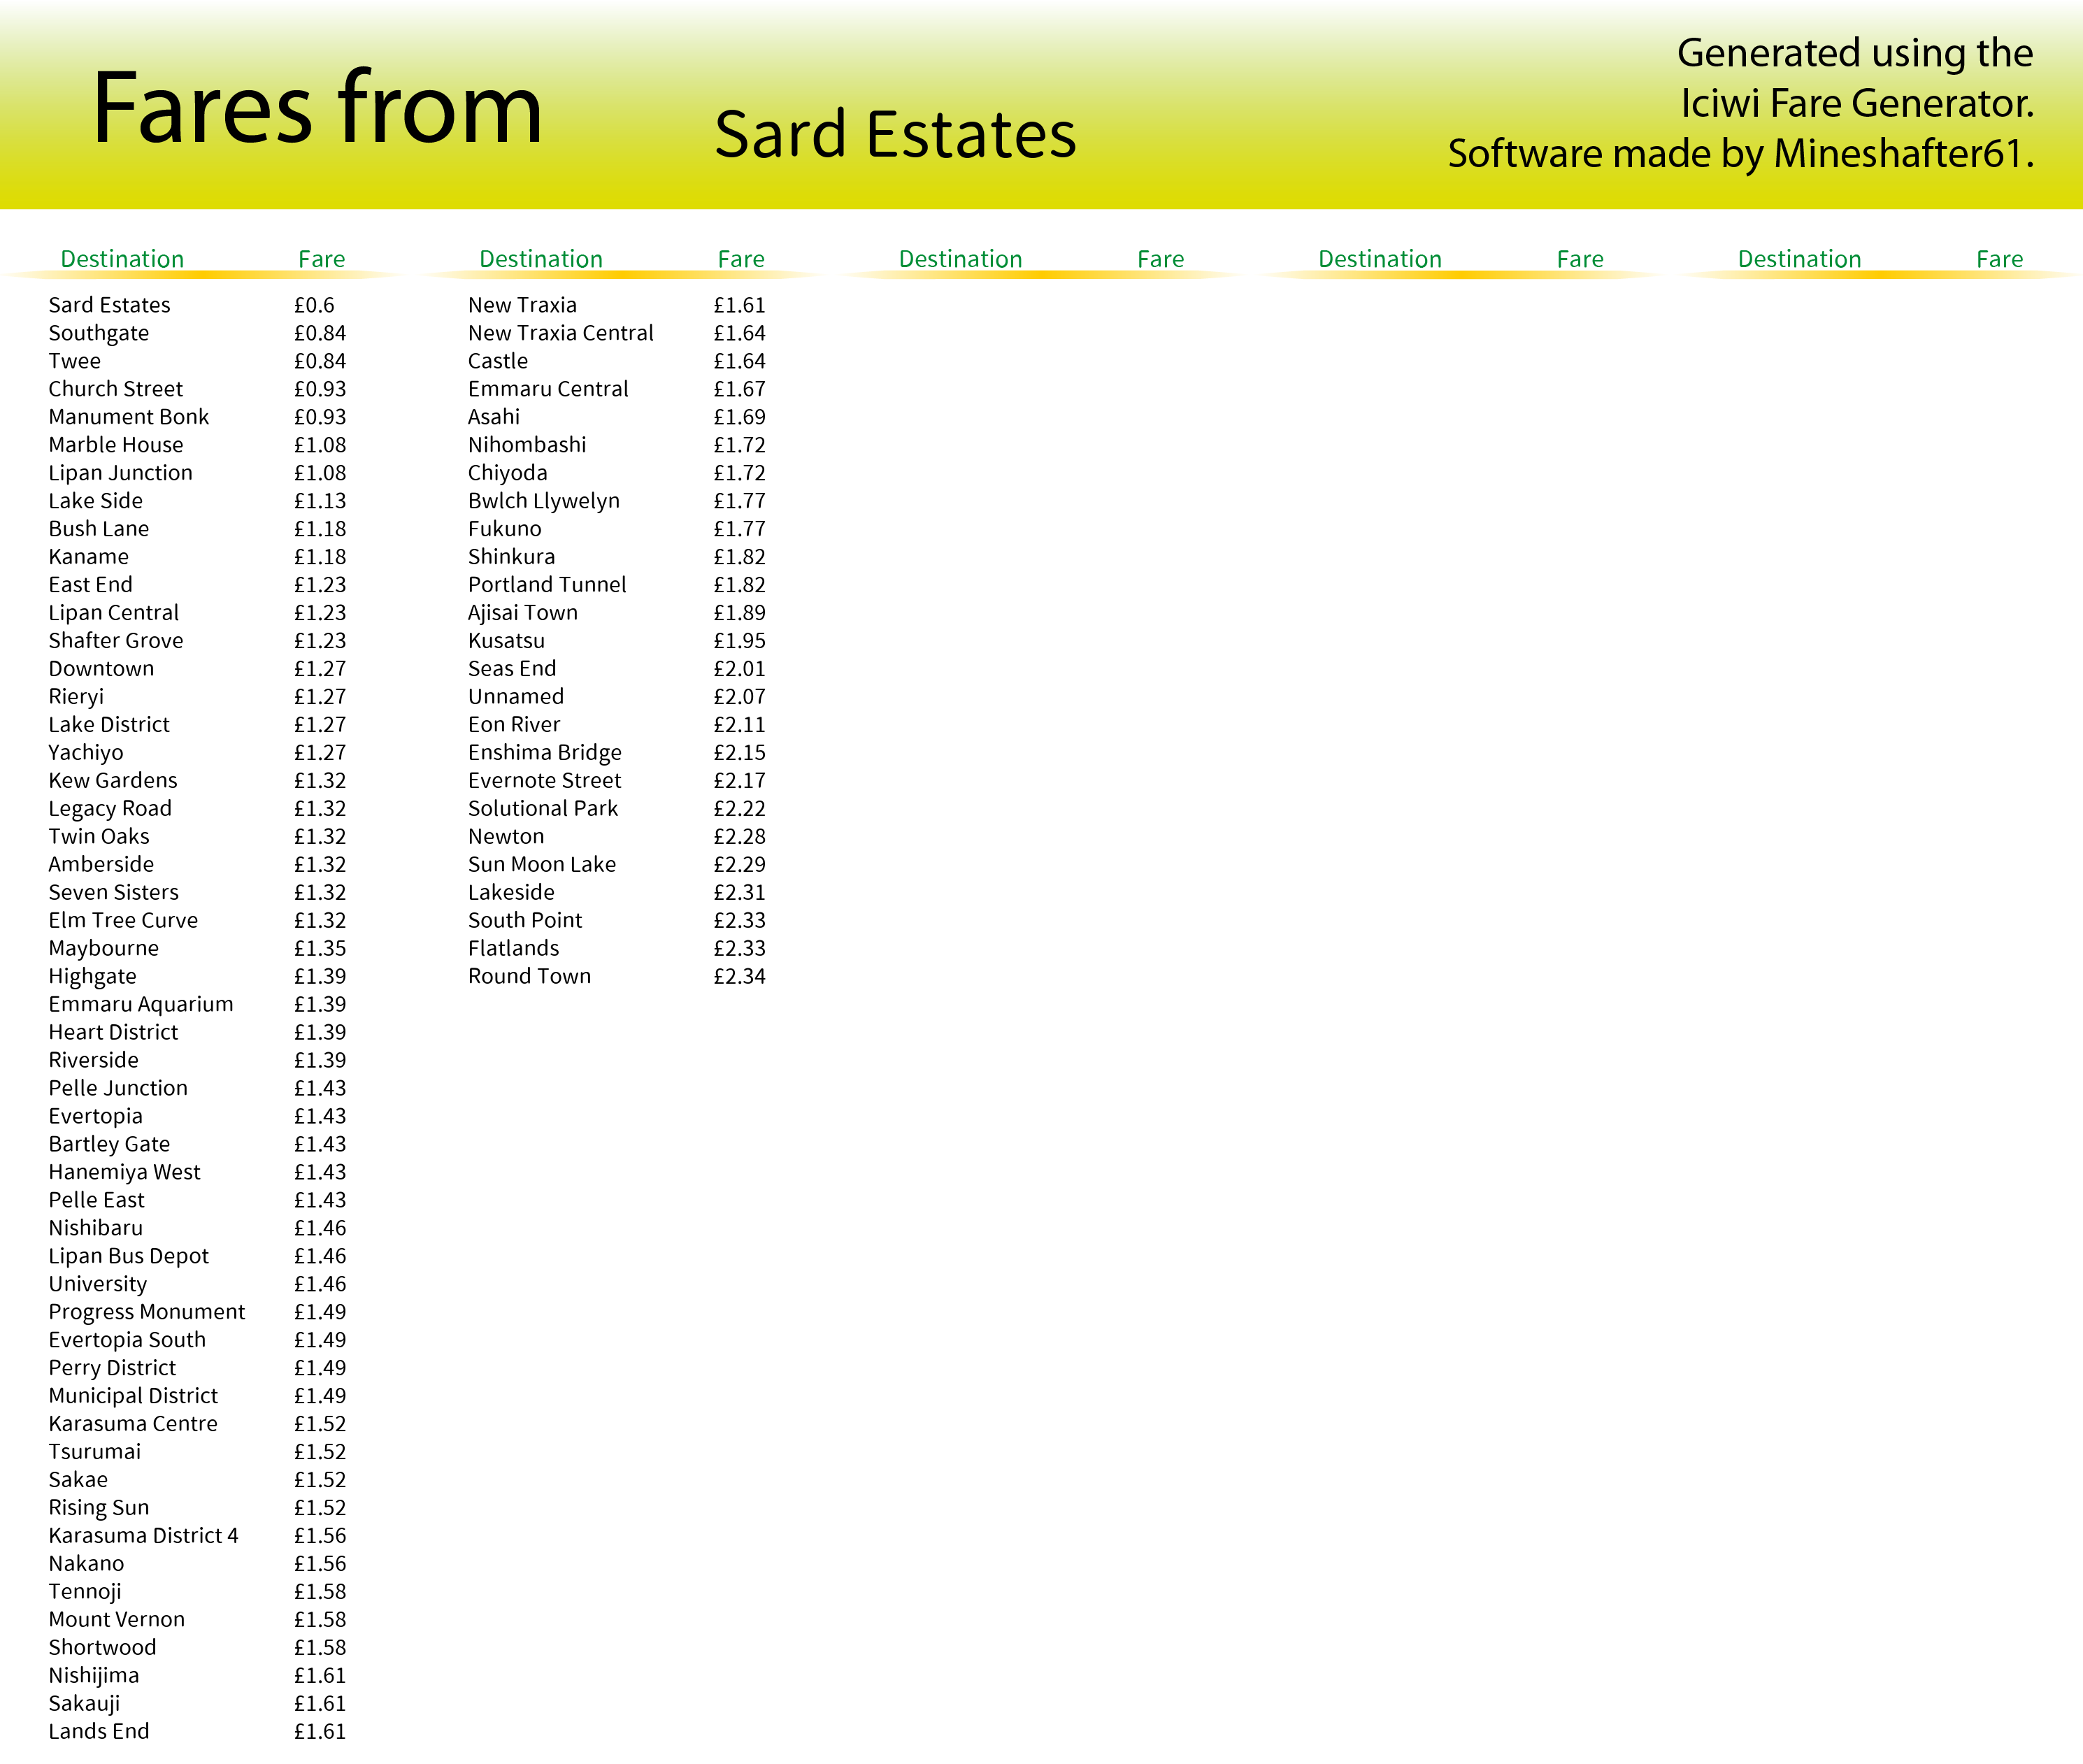 Fares from
Sard Estates
Generated using the
Iciwi Fare Generator.
Software made by Mineshafter61.
Destination Fare
Sard Estates £0.6
Southgate £0.84
Twee £0.84
Church Street £0.93
Manument Bonk £0.93
Marble House £1.08
Lipan Junction £1.08
Lake Side £1.13
Bush Lane £1.18
Kaname £1.18
East End £1.23
Lipan Central £1.23
Shafter Grove £1.23
Downtown £1.27
Rieryi £1.27
Lake District £1.27
Yachiyo £1.27
Kew Gardens £1.32
Legacy Road £1.32
Twin Oaks £1.32
Amberside £1.32
Seven Sisters £1.32
Elm Tree Curve £1.32
Maybourne £1.35
Highgate £1.39
Emmaru Aquarium £1.39
Heart District £1.39
Riverside £1.39
Pelle Junction £1.43
Evertopia £1.43
Bartley Gate £1.43
Hanemiya West £1.43
Pelle East £1.43
Nishibaru £1.46
Lipan Bus Depot £1.46
University £1.46
Progress Monument £1.49
Evertopia South £1.49
Perry District £1.49
Municipal District £1.49
Karasuma Centre £1.52
Tsurumai £1.52
Sakae £1.52
Rising Sun £1.52
Karasuma District 4 £1.56
Nakano £1.56
Tennoji £1.58
Mount Vernon £1.58
Shortwood £1.58
Nishijima £1.61
Sakauji £1.61
Lands End £1.61
Destination Fare
New Traxia £1.61
New Traxia Central £1.64
Castle £1.64
Emmaru Central £1.67
Asahi £1.69
Nihombashi £1.72
Chiyoda £1.72
Bwlch Llywelyn £1.77
Fukuno £1.77
Shinkura £1.82
Portland Tunnel £1.82
Ajisai Town £1.89
Kusatsu £1.95
Seas End £2.01
Unnamed £2.07
Eon River £2.11
Enshima Bridge £2.15
Evernote Street £2.17
Solutional Park £2.22
Newton £2.28
Sun Moon Lake £2.29
Lakeside £2.31
South Point £2.33
Flatlands £2.33
Round Town £2.34
Destination Fare
Destination Fare
Destination Fare